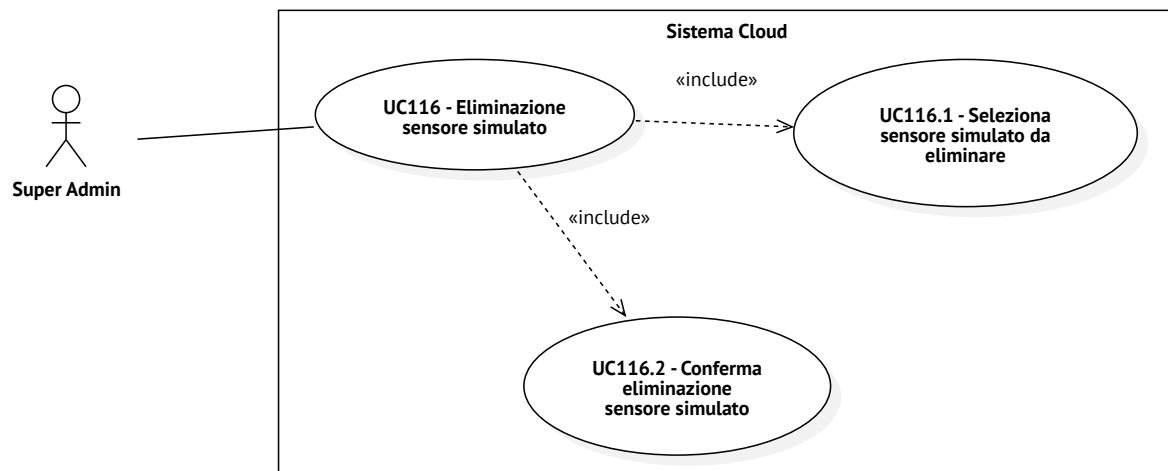 Sistema Cloud
«include»
UC116 - Eliminazione
sensore simulato
UC116.1 - Seleziona
sensore simulato da
eliminare
Super Admin
«include»
UC116.2 - Conferma
eliminazione
sensore simulato